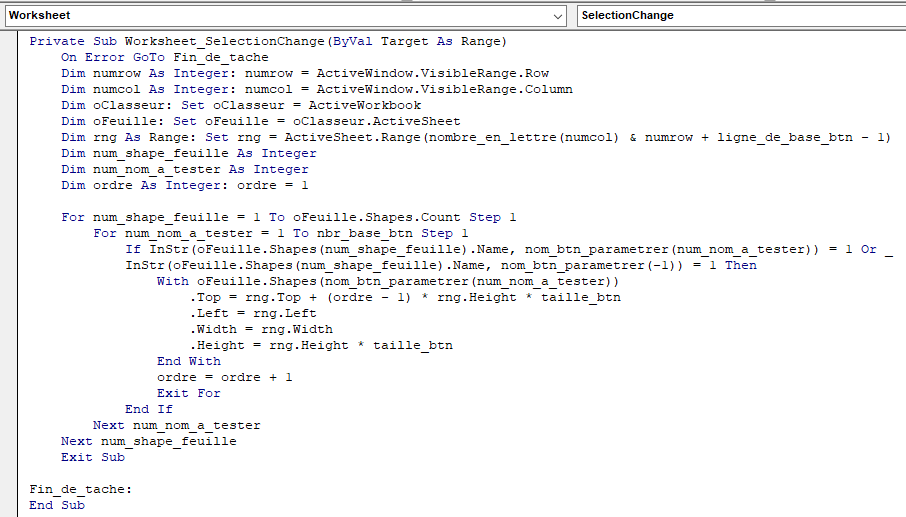 Worksheet
SelectionChange
Private Sub Worksheet_SelectionChange(ByVal Target As Range)
On Error GoTo Fin_de_tache
Dim numrow As Integer: numrow = ActiveWindow.VisibleRange.Row
Dim numcol As Integer: numcol = ActiveWindow.VisibleRange.Column
Dim oClasseur: Set oClasseur = ActiveWorkbook
Dim oFeuille: Set oFeuille = oClasseur.ActiveSheet
Dim rng As Range: Set rng = ActiveSheet.Range(nombre_en_lettre(numcol) & numrow + ligne_de_base_btn - 1)
Dim num_shape_feuille As Integer
Dim num_nom_a_tester As Integer
Dim ordre As Integer: ordre = 1
For num_shape_feuille = 1 To oFeuille.Shapes.Count Step 1
For num_nom_a_tester = 1 To nbr_base_btn Step 1
If InStr(oFeuille.Shapes(num_shape_feuille).Name, nom_btn_parametrer(num_nom_a_tester)) = 1 Or _
InStr(oFeuille.Shapes(num_shape_feuille).Name, nom_btn_parametrer(-1)) = 1 Then
With oFeuille.Shapes(nom_btn_parametrer(num_nom_a_tester))
.Top = rng.Top + (ordre - 1) * rng.Height * taille_btn
.Left = rng.Left
.Width = rng.Width
.Height = rng.Height * taille_btn
End With
ordre = ordre + 1
Exit For
End If
Next num_nom_a_tester
Next num_shape_feuille
Exit Sub
Fin_de_tache:
End Sub